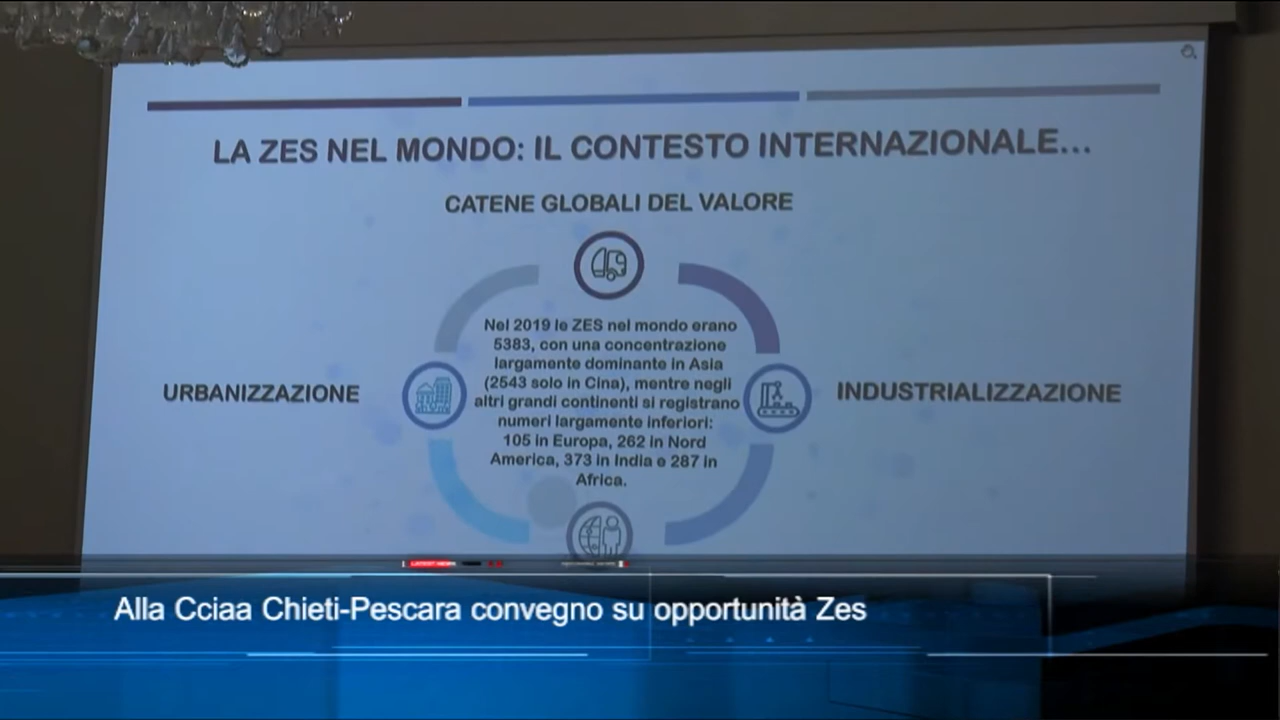 LA ZES NEL MONDO: IL CONTESTO INTERNAZIONALE...
CATENE GLOBALI DEL VALORE
URBANIZZAZIONE
Nel 2019 le ZES nel mondo erano
5383, con una concentrazione
largamente dominante in Asia
(2543 solo in Cina), mentre negli
altri grandi continenti si registrano
numeri largamente inferiori:
105 in Europa, 262 in Nord
America, 373 in India e 287 in
Africa.
INDUSTRIALIZZAZIONE
LATEST NEWS
Alla Cciaa Chieti-Pescara convegno su opportunità Zes